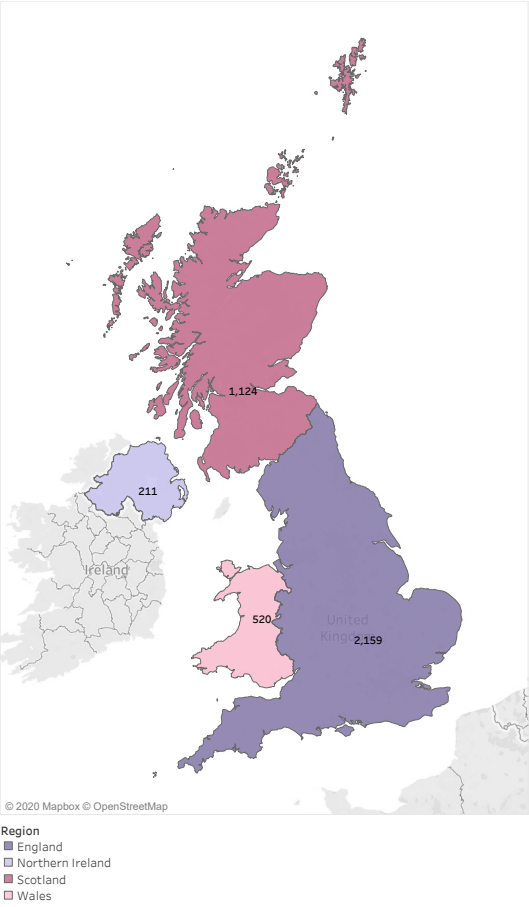 1,124
211
Ireland
520
United
Kingdom
2,159
© 2020 Mapbox © OpenStreetMap
Region
England
Northern Ireland
Scotland
Wales